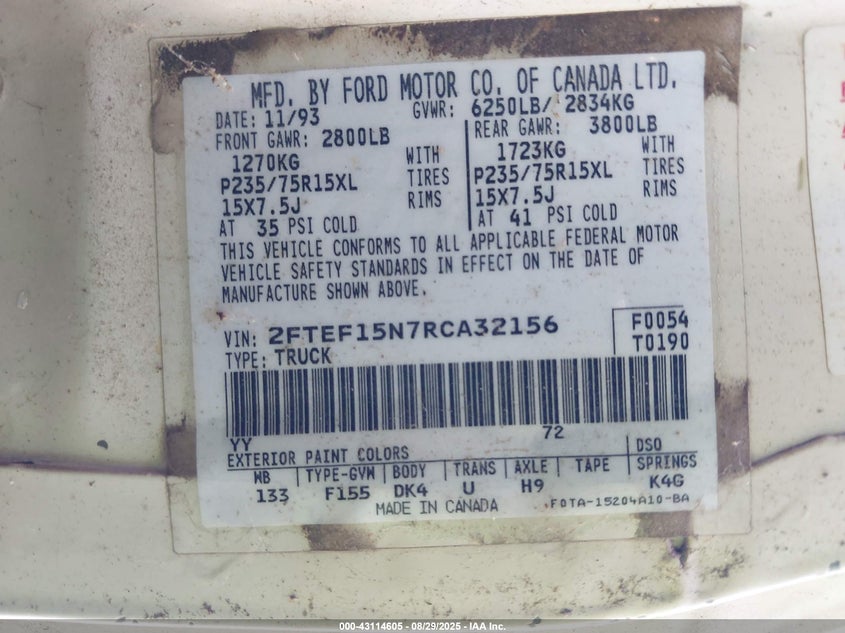 MFD. BY FORD MOTOR CO. OF CANADA LTD.
DATE: 11/93 GVWR: 6250LB/ 2834KG
FRONT GAWR: 2800LB REAR GAWR: 3800LB
1270KG WITH 1723KG WITH
P235/75R15XL TIRES P235/75R15XL TIRES
15X7.5J RIMS 15X7.5J RIMS
AT 35 PSI COLD AT 41 PSI COLD
THIS VEHICLE CONFORMS TO ALL APPLICABLE FEDERAL MOTOR
VEHICLE SAFETY STANDARDS IN EFFECT ON THE DATE OF
MANUFACTURE SHOWN ABOVE.
VIN: 2FTEF15N7RCA32156 F0054
TYPE: TRUCK T0190
YY 72
EXTERIOR PAINT COLORS DSO
WB TYPE-GVW BODY TRANS AXLE TAPE SPRINGS
133 F155 DK4 U H9 K4G
MADE IN CANADA F0TA-15204A10-BA
000-43114605 - 08/29/2025 - IAA Inc.